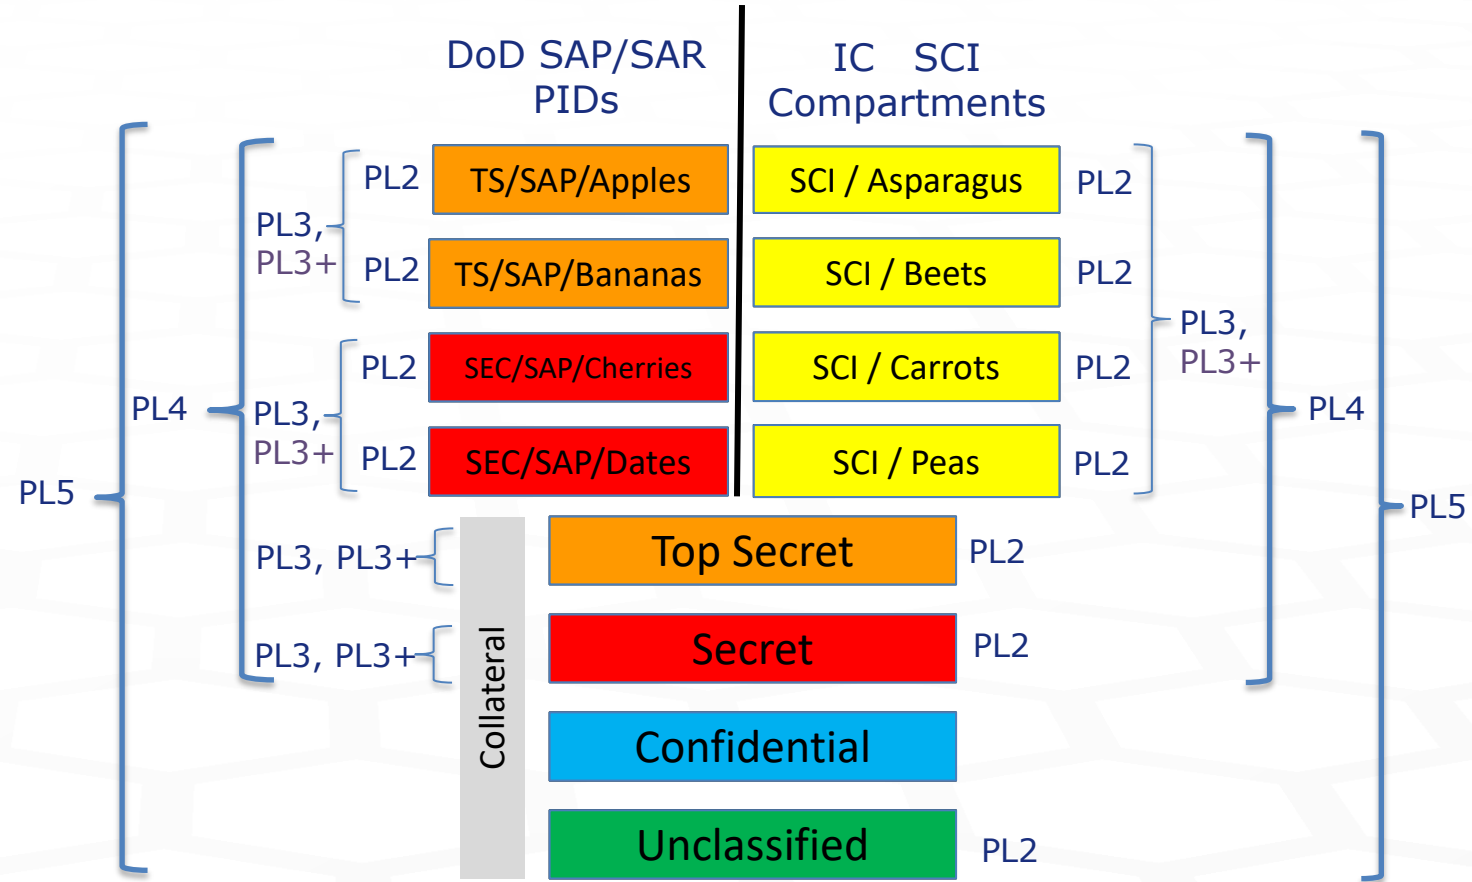 DoD SAP/SAR
PIDs
IC SCI
Compartments
PL2
TS/SAP/Apples
SCI / Asparagus
PL2
PL3,
PL3+
PL2
TS/SAP/Bananas
SCI / Beets
PL2
PL2
SEC/SAP/Cherries
SCI / Carrots
PL2
PL3,
PL3+
PL4
PL3,
PL3+
PL4
PL2
SEC/SAP/Dates
SCI / Peas
PL2
PL5
PL5
PL3, PL3+
Top Secret
PL2
PL3, PL3+
Secret
PL2
Collateral
Confidential
Unclassified
PL2